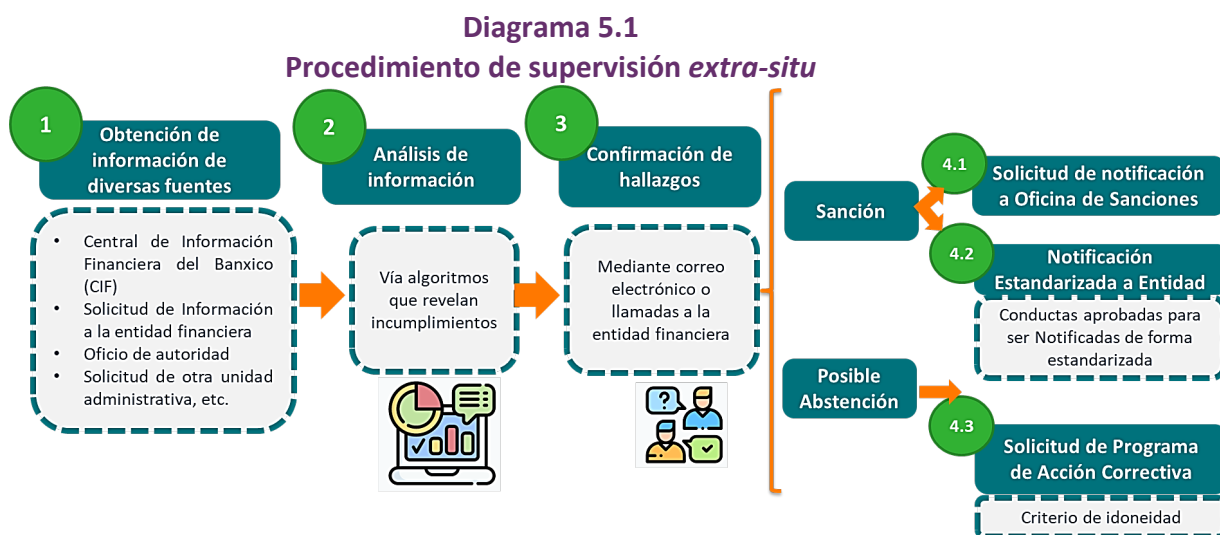 Diagrama 5.1
Procedimiento de supervisión extra-situ
1
Obtención de
información de
diversas fuentes
• Central de Información
Financiera del Banxico
(CIF)
• Solicitud de Información
a la entidad financiera
• Oficio de autoridad
• Solicitud de otra unidad
administrativa, etc.
2
Análisis de
información
Vía algoritmos
que revelan
incumplimientos
3
Confirmación de
hallazgos
Mediante correo
electrónico o
llamadas a la
entidad financiera
?
Sanción
4.1
Solicitud de notificación
a Oficina de Sanciones
4.2
Notificación
Estandarizada a Entidad
Conductas aprobadas para
ser Notificadas de forma
estandarizada
Posible
Abstención
4.3
Solicitud de Programa
de Acción Correctiva
Criterio de idoneidad